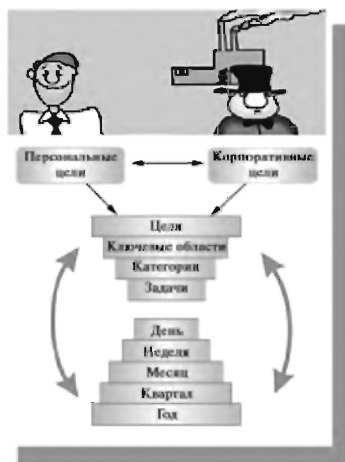 Персональные
цели
Корпоративные
цели
Цели
Ключевые области
Категории
Задачи
День
Неделя
Месяц
Квартал
Год